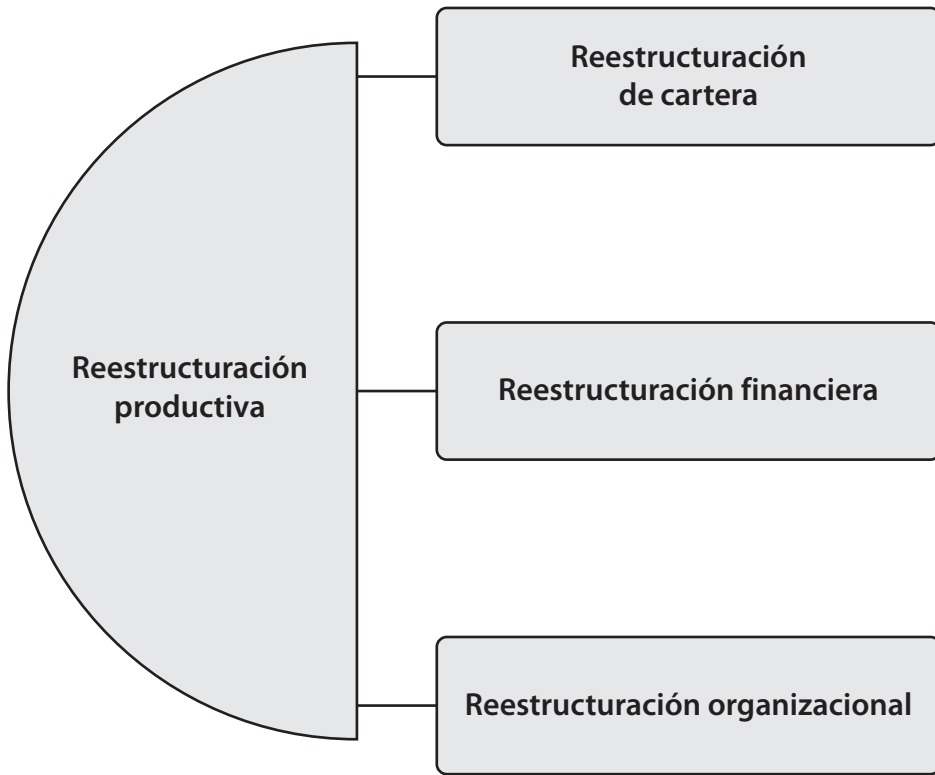 Reestructuración
de cartera
Reestructuración
productiva
Reestructuración financiera
Reestructuración organizacional